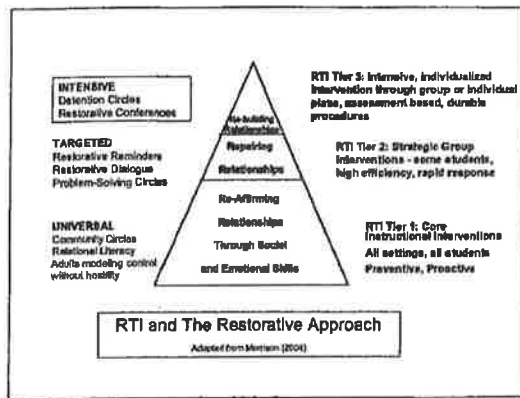 INTENSIVE
Detention Circles
Restorative Conferences
TARGETED
Restorative Reminders
Restorative Dialogue
Problem-Solving Circles
UNIVERSAL
Community Circles
Relational Literacy
Adults modeling control
without hostility
Re-building
Relationships
Repairing
Relationships
Re-Affirming
Relationships
Through Social
and Emotional Skills
RTI Tier 3: Intensive, individualized
intervention through group or individual
plans, assessment based, durable
procedures
RTI Tier 2: Strategic Group
Interventions - some students,
high efficiency, rapid response
RTI Tier 1: Core
Instructional Interventions
All settings, all students
Preventive, Proactive
RTI and The Restorative Approach
Adapted from Morrison (2004)